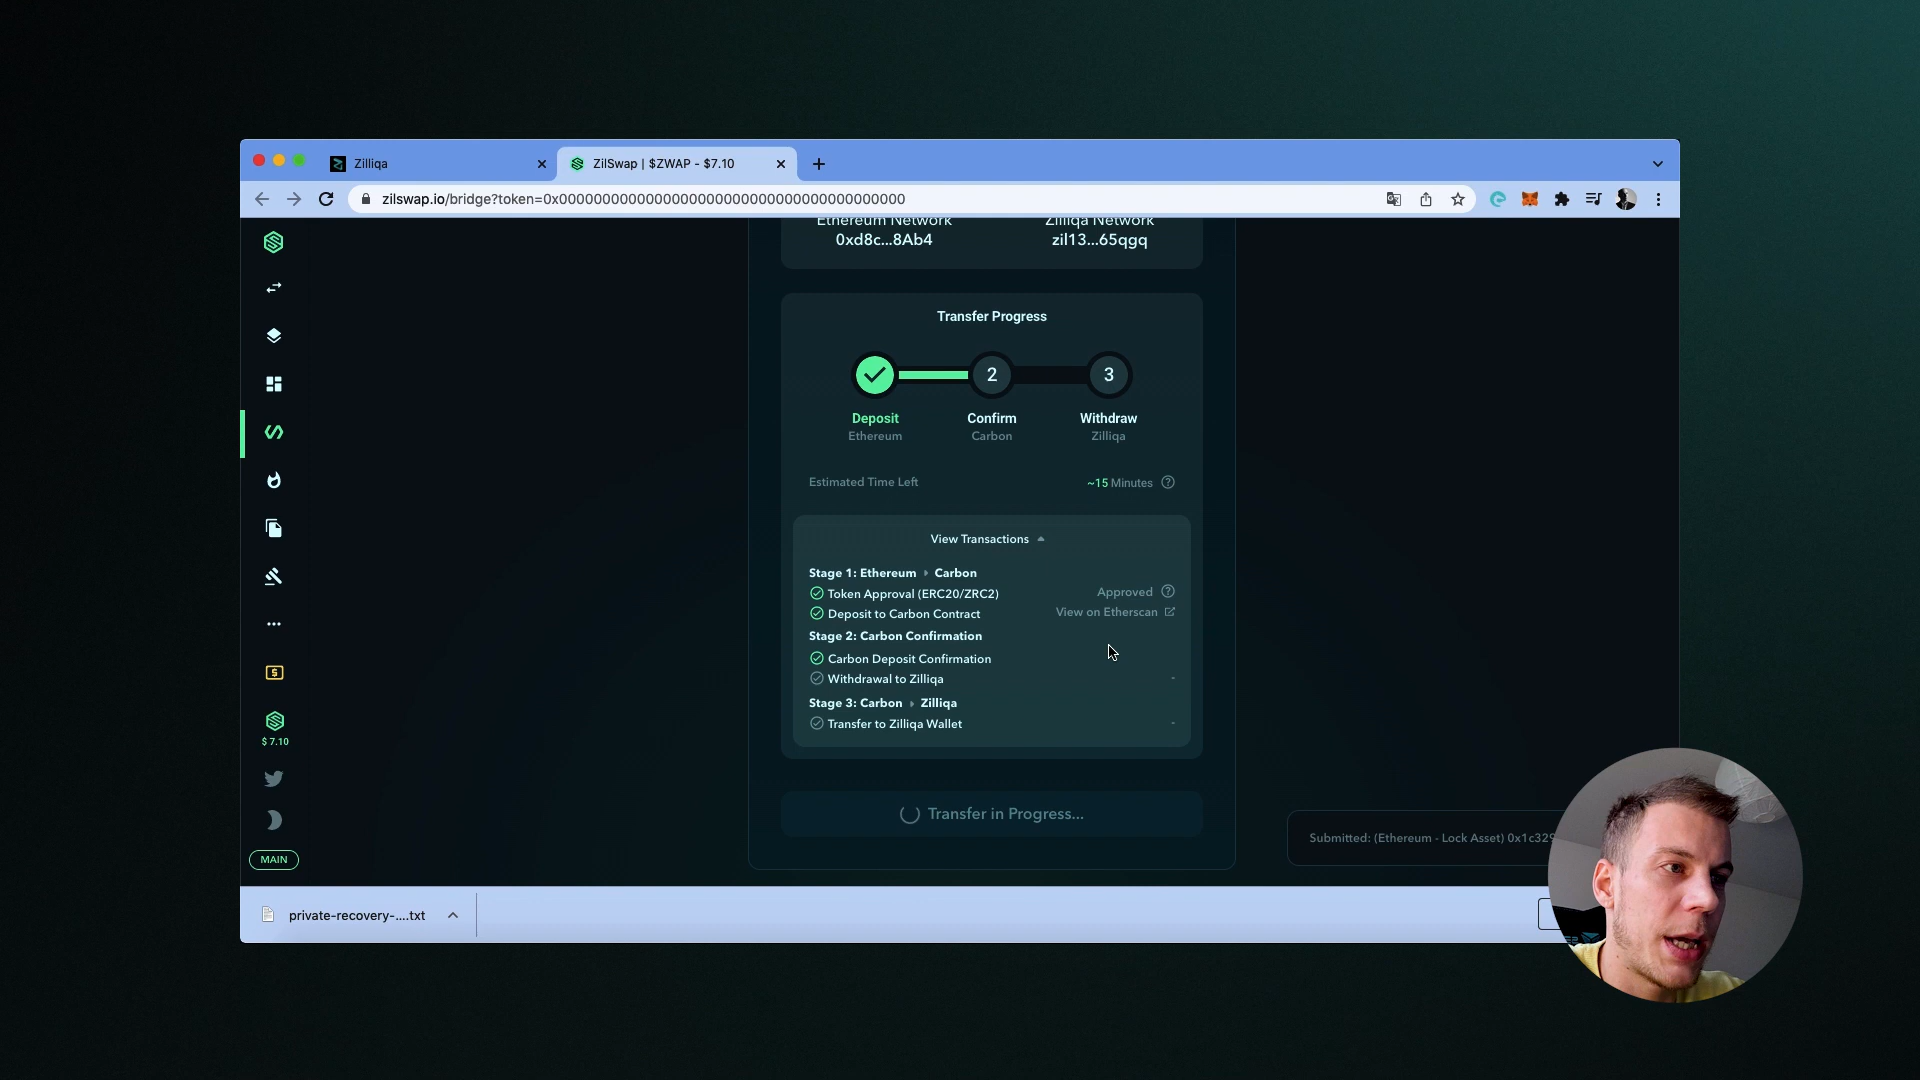 Zilliqa
ZilSwap | $ZWAP - $7.10
zilswap.io/bridge?token=0x0000000000000000000000000000000000000000
Ethereum Network
Zilliqa Network
0xd8c...8Ab4
zil13...65qgq
Transfer Progress
2
3
Deposit
Confirm
Withdraw
Ethereum
Carbon
Zilliqa
Estimated Time Left
~15 Minutes
View Transactions
Stage 1: Ethereum Carbon
Token Approval (ERC20/ZRC2)
Approved
Deposit to Carbon Contract
View on Etherscan
Stage 2: Carbon Confirmation
Carbon Deposit Confirmation
Withdrawal to Zilliqa
-
Stage 3: Carbon Zilliqa
Transfer to Zilliqa Wallet
-
Transfer in Progress...
Submitted: (Ethereum - Lock Asset) 0x1c329
$ 7.10
MAIN
private-recovery-....txt